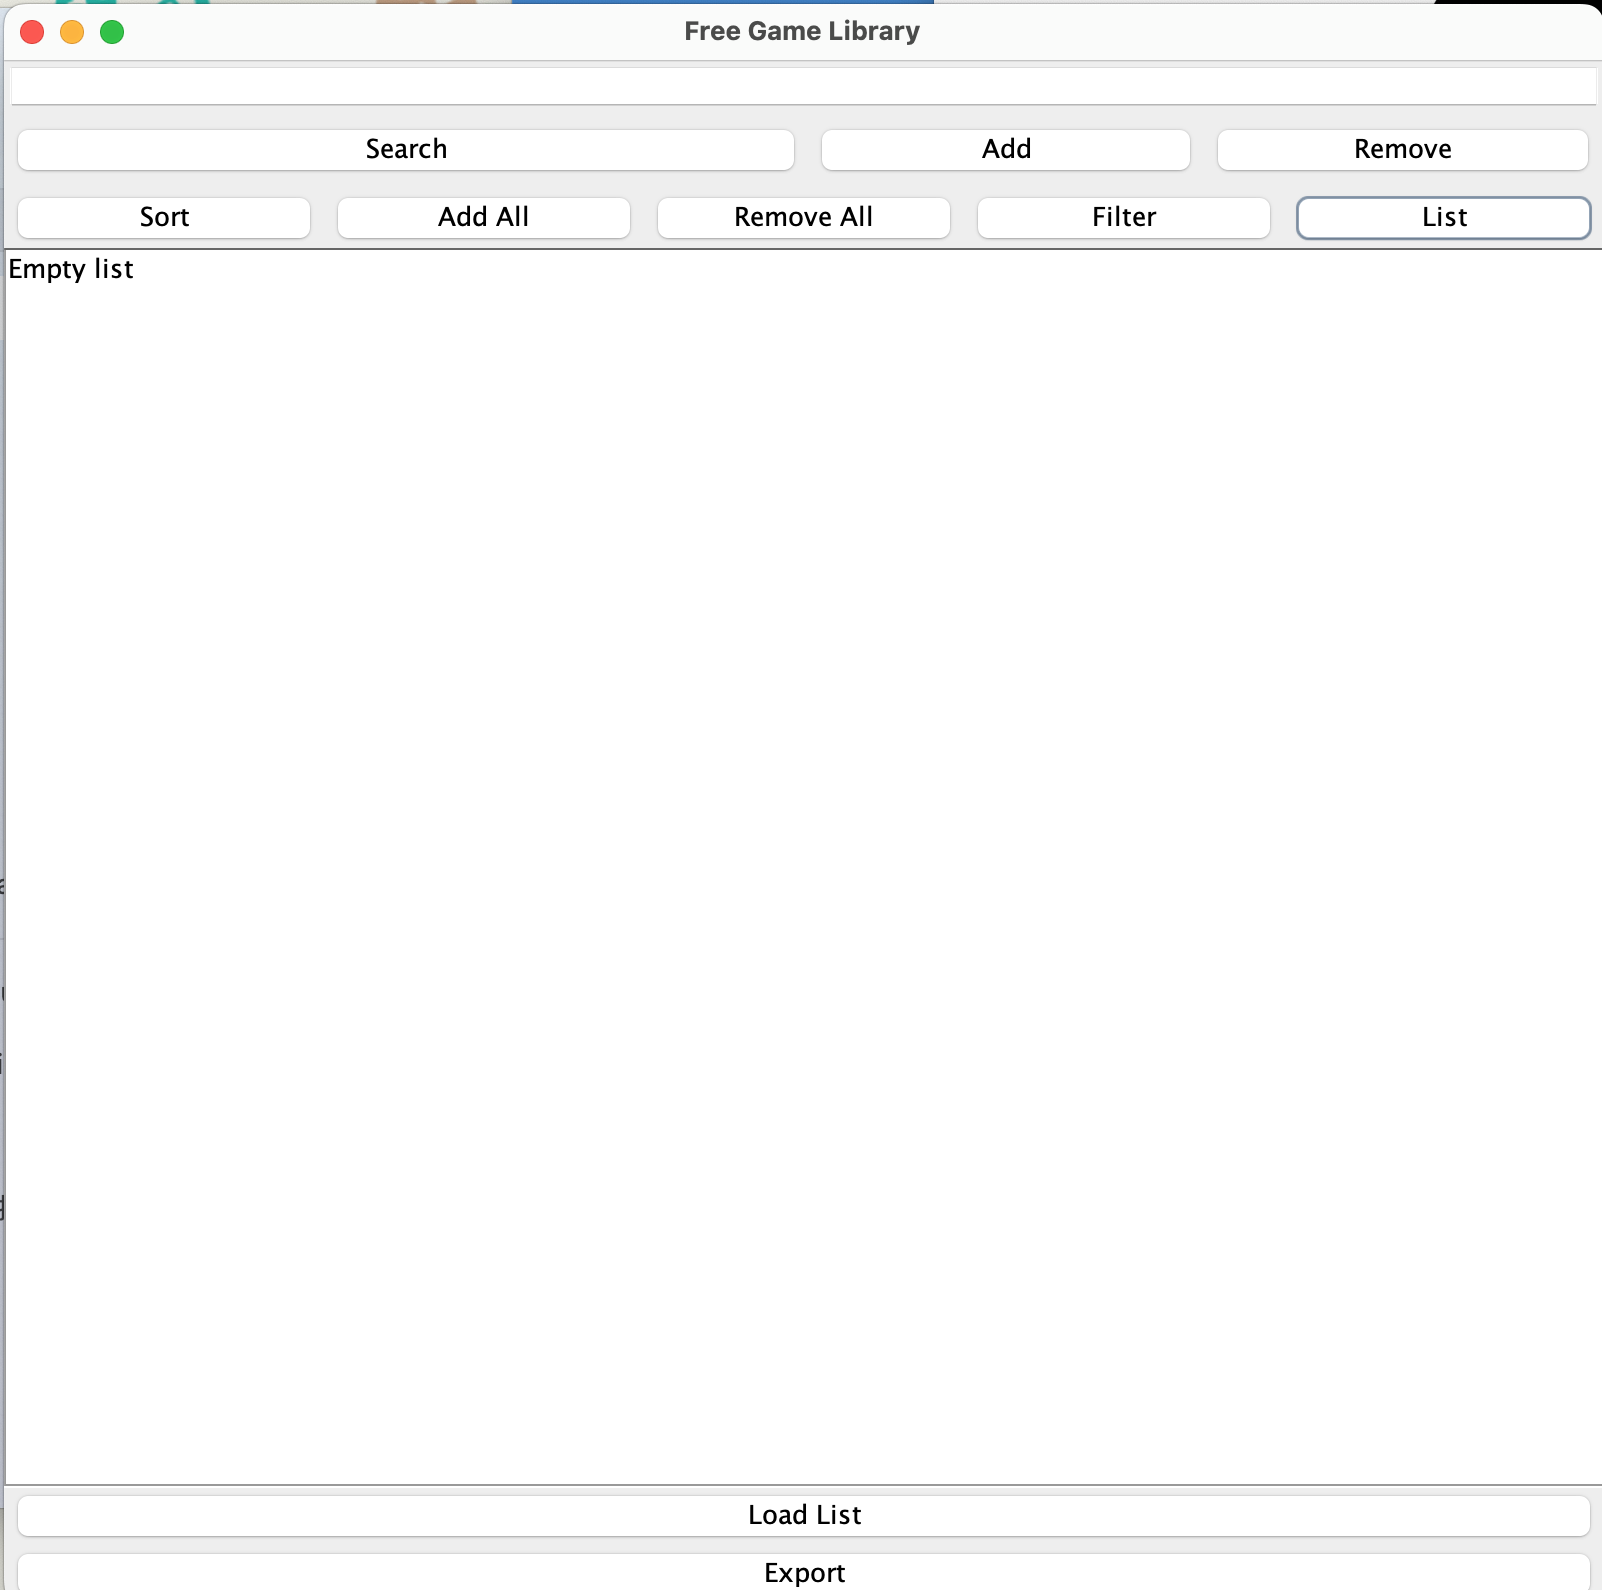 Free Game Library
Search Add Remove
Sort Add All Remove All Filter List
Empty list
Load List
Export